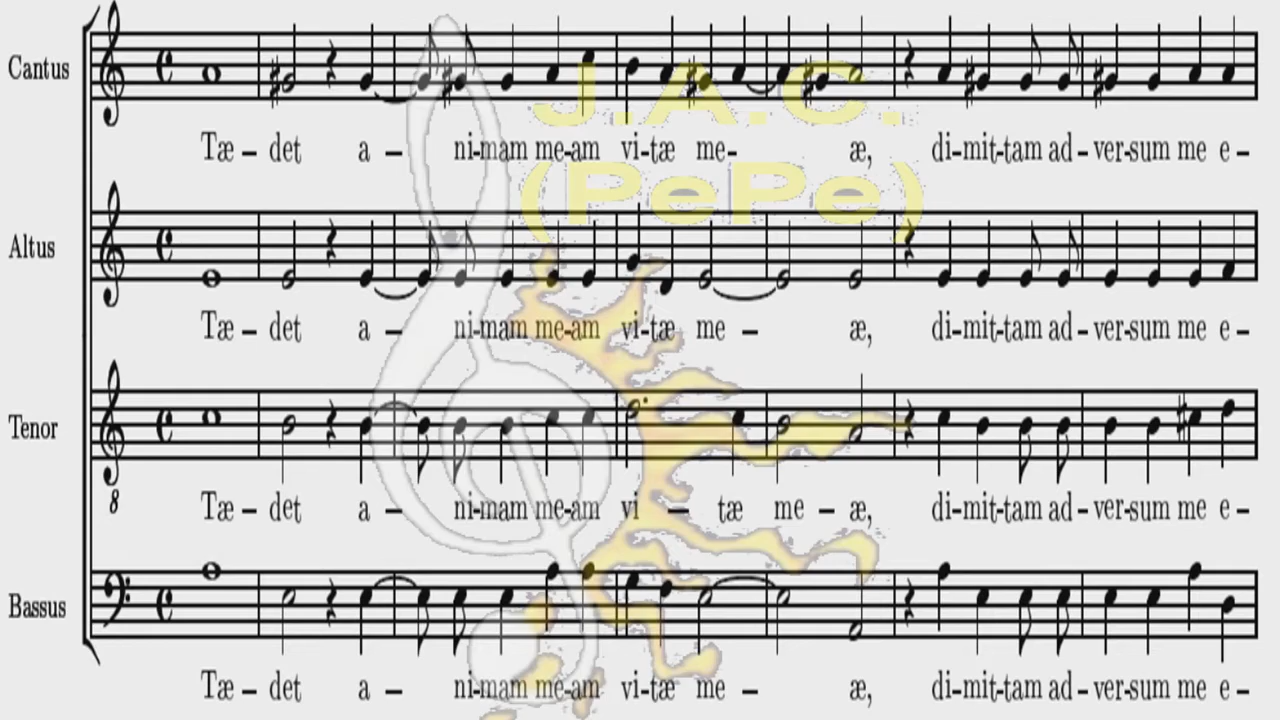 Cantus
Tæ – det a – ni-mam me-am vi-tæ me- æ, di-mit-tam ad-ver-sum me e –
J.A.C.
(PePe)
Altus
Tæ – det a – ni-mam me-am vi-tæ me – æ, di-mit-tam ad-ver-sum me e –
Tenor
8
Tæ – det a – ni-mam me-am vi – tæ me – æ, di-mit-tam ad-ver-sum me e –
Bassus
Tæ – det a – ni-mam me-am vi-tæ me – æ, di-mit-tam ad-ver-sum me e –